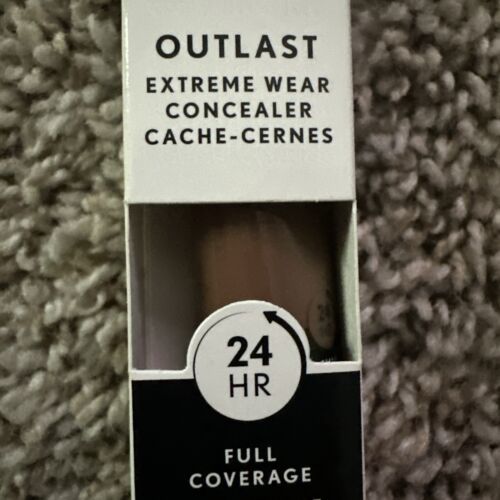 OUTLAST
EXTREME WEAR
CONCEALER
CACHE-CERNES
24
HR
FULL
COVERAGE